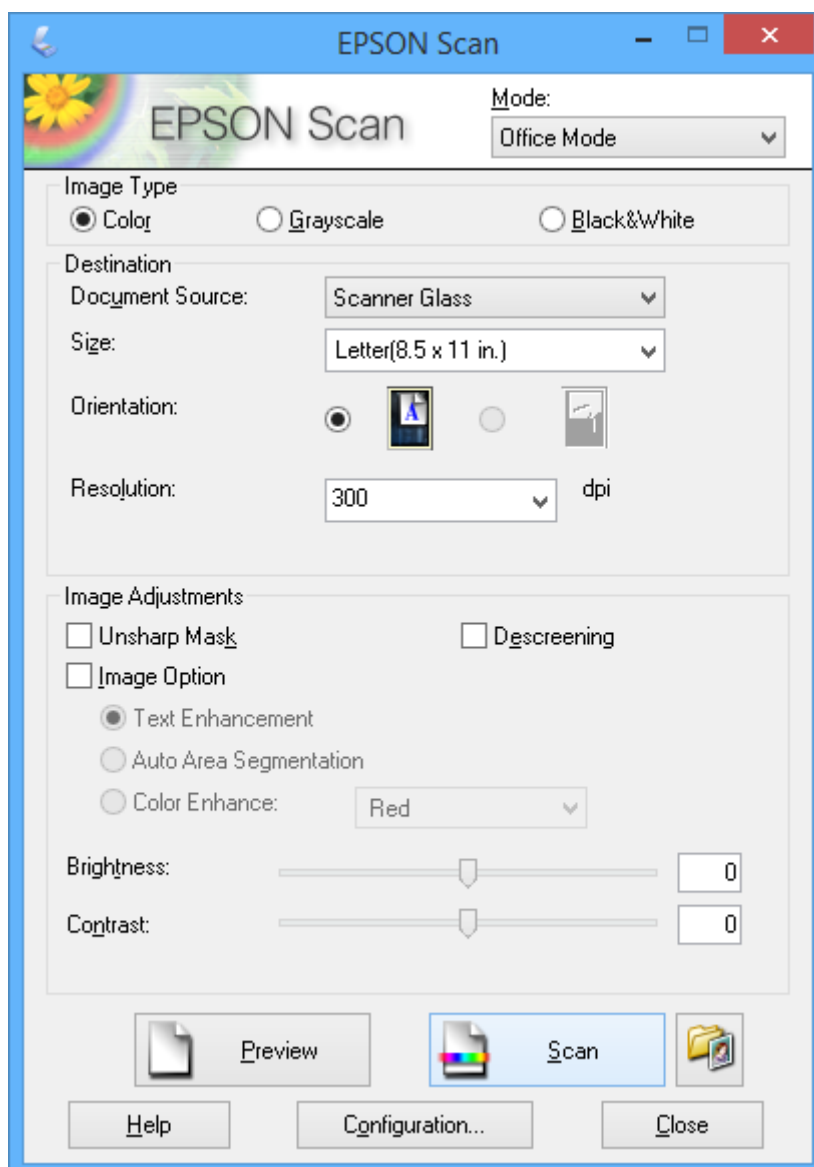 EPSON Scan
EPSON Scan
Mode:
Office Mode
Image Type
Color Grayscale Black&White
Destination
Document Source: Scanner Glass
Size: Letter(8.5 x 11 in.)
Orientation: A
Resolution: 300 dpi
Image Adjustments
Unsharp Mask Descreening
Image Option
Text Enhancement
Auto Area Segmentation
Color Enhance: Red
Brightness: 0
Contrast: 0
Preview Scan
Help Configuration... Close